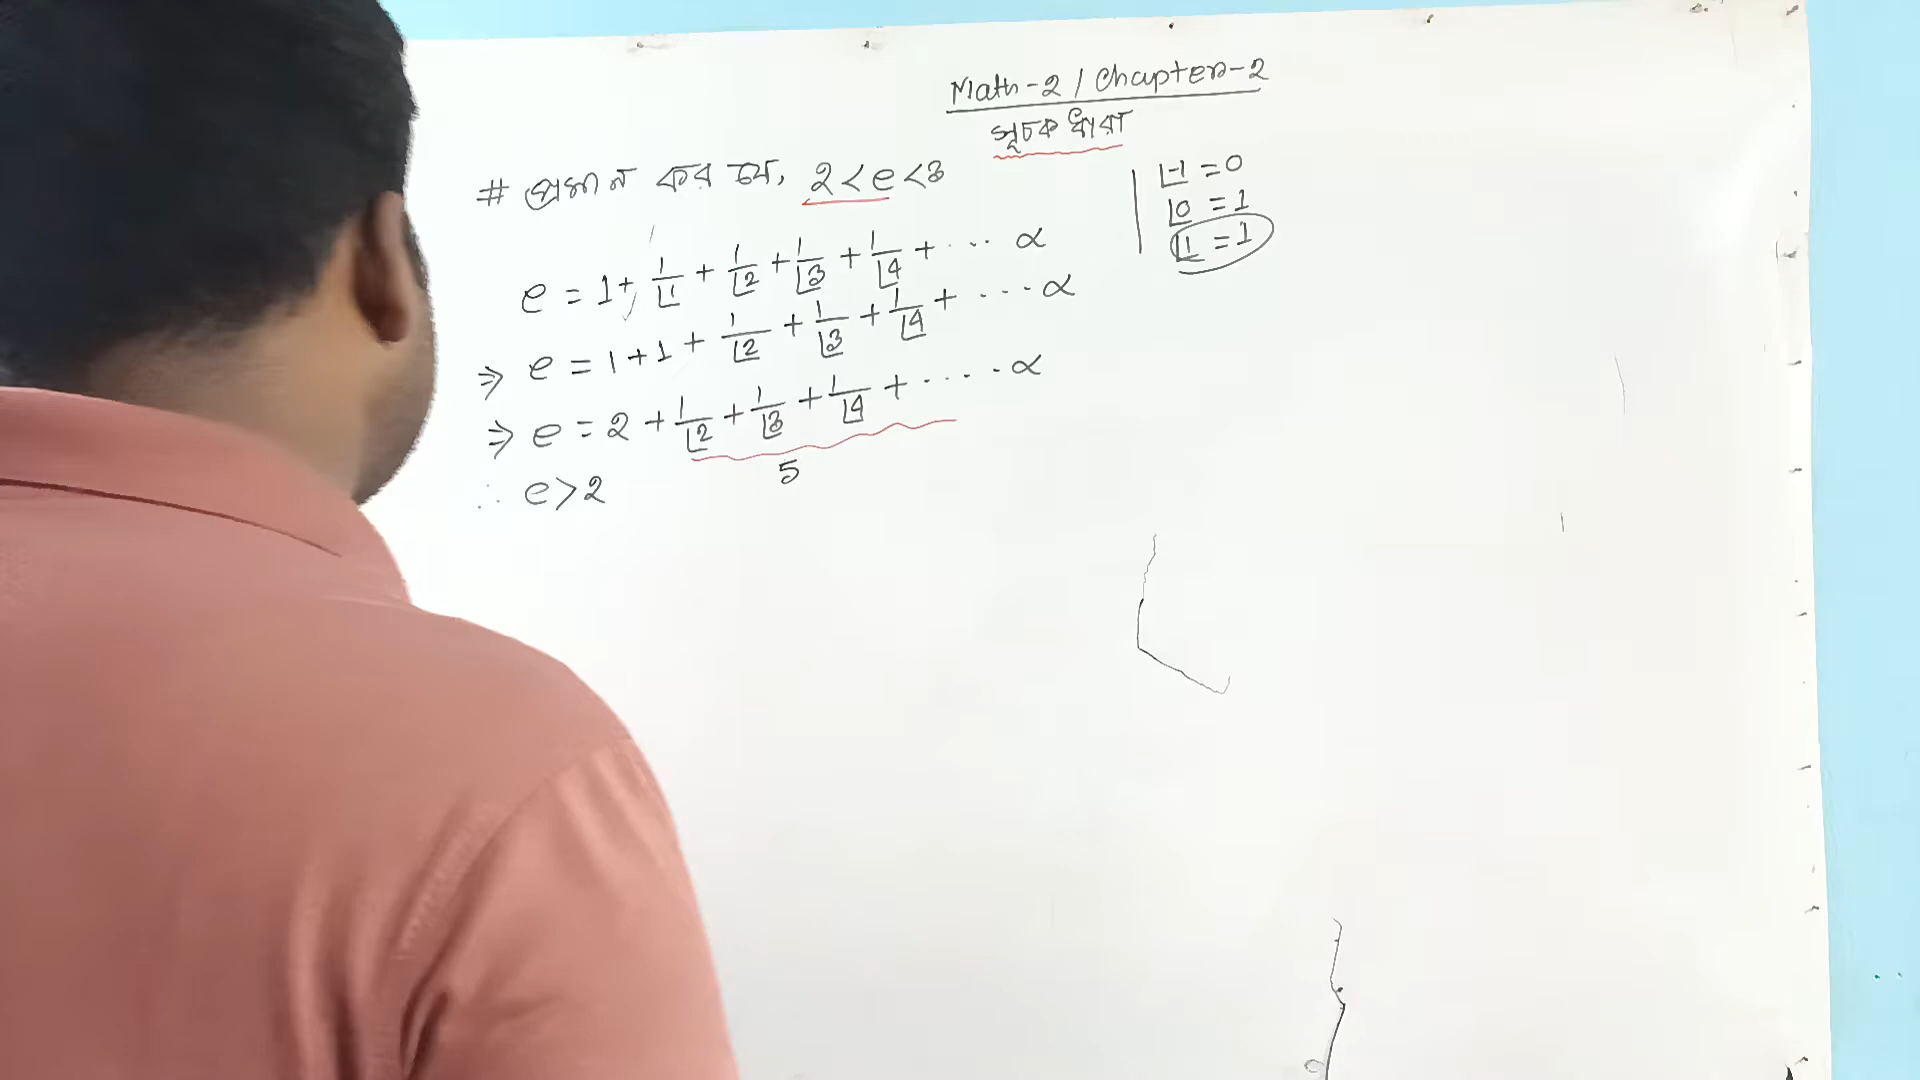 Math-2 / Chapter-2
সূচক ধারা
# প্রমাণ কর যে, 2<e<3
⌊-1 = 0
⌊0 = 1
⌊1 = 1
e = 1 + 1/⌊1 + 1/⌊2 + 1/⌊3 + 1/⌊4 + ... ∝
⇒ e = 1 + 1 + 1/⌊2 + 1/⌊3 + 1/⌊4 + ... ∝
⇒ e = 2 + 1/⌊2 + 1/⌊3 + 1/⌊4 + .... ∝
5
∴ e > 2